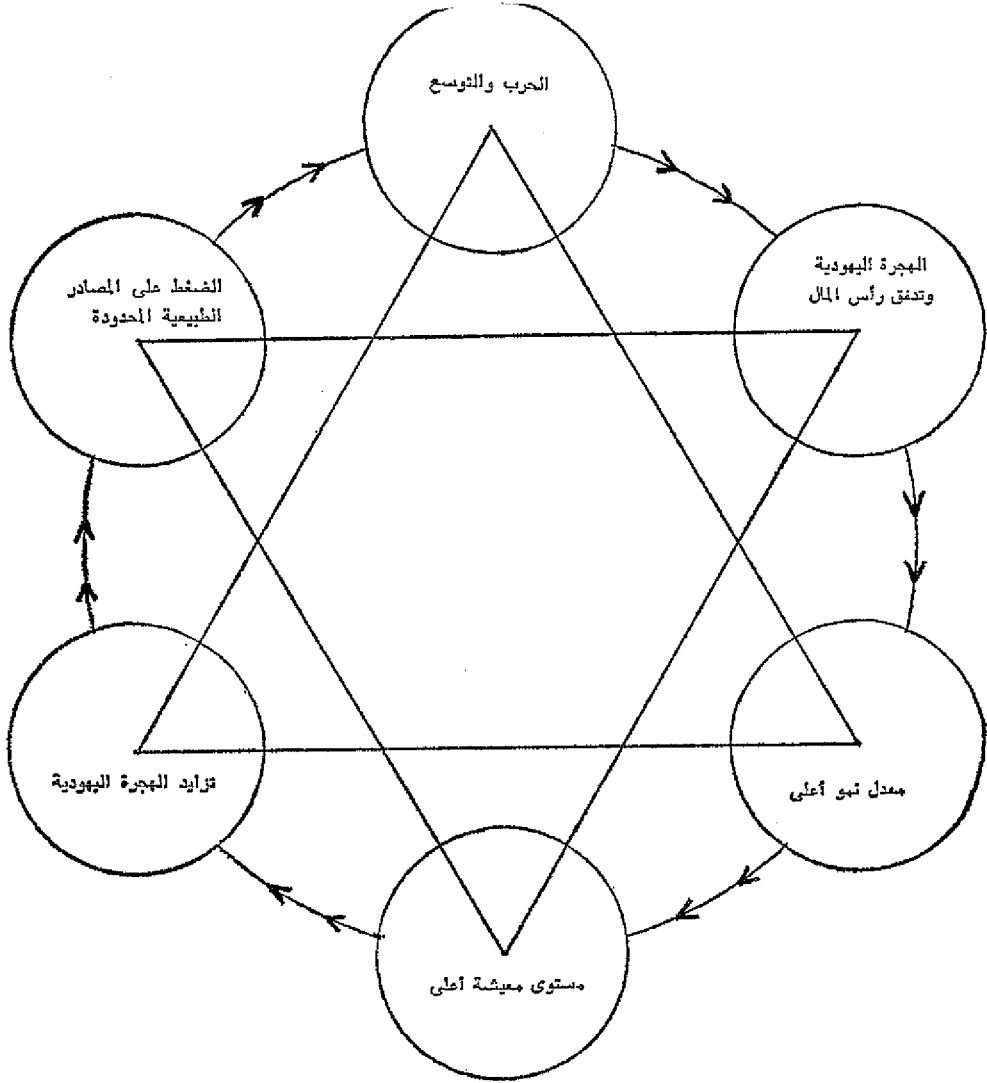 الحرب والتوسع
الهجرة اليهودية
وتدفق رأس المال
معدل نمو أعلى
مستوى معيشة أعلى
تزايد الهجرة اليهودية
الضغط على المصادر
الطبيعية المحدودة